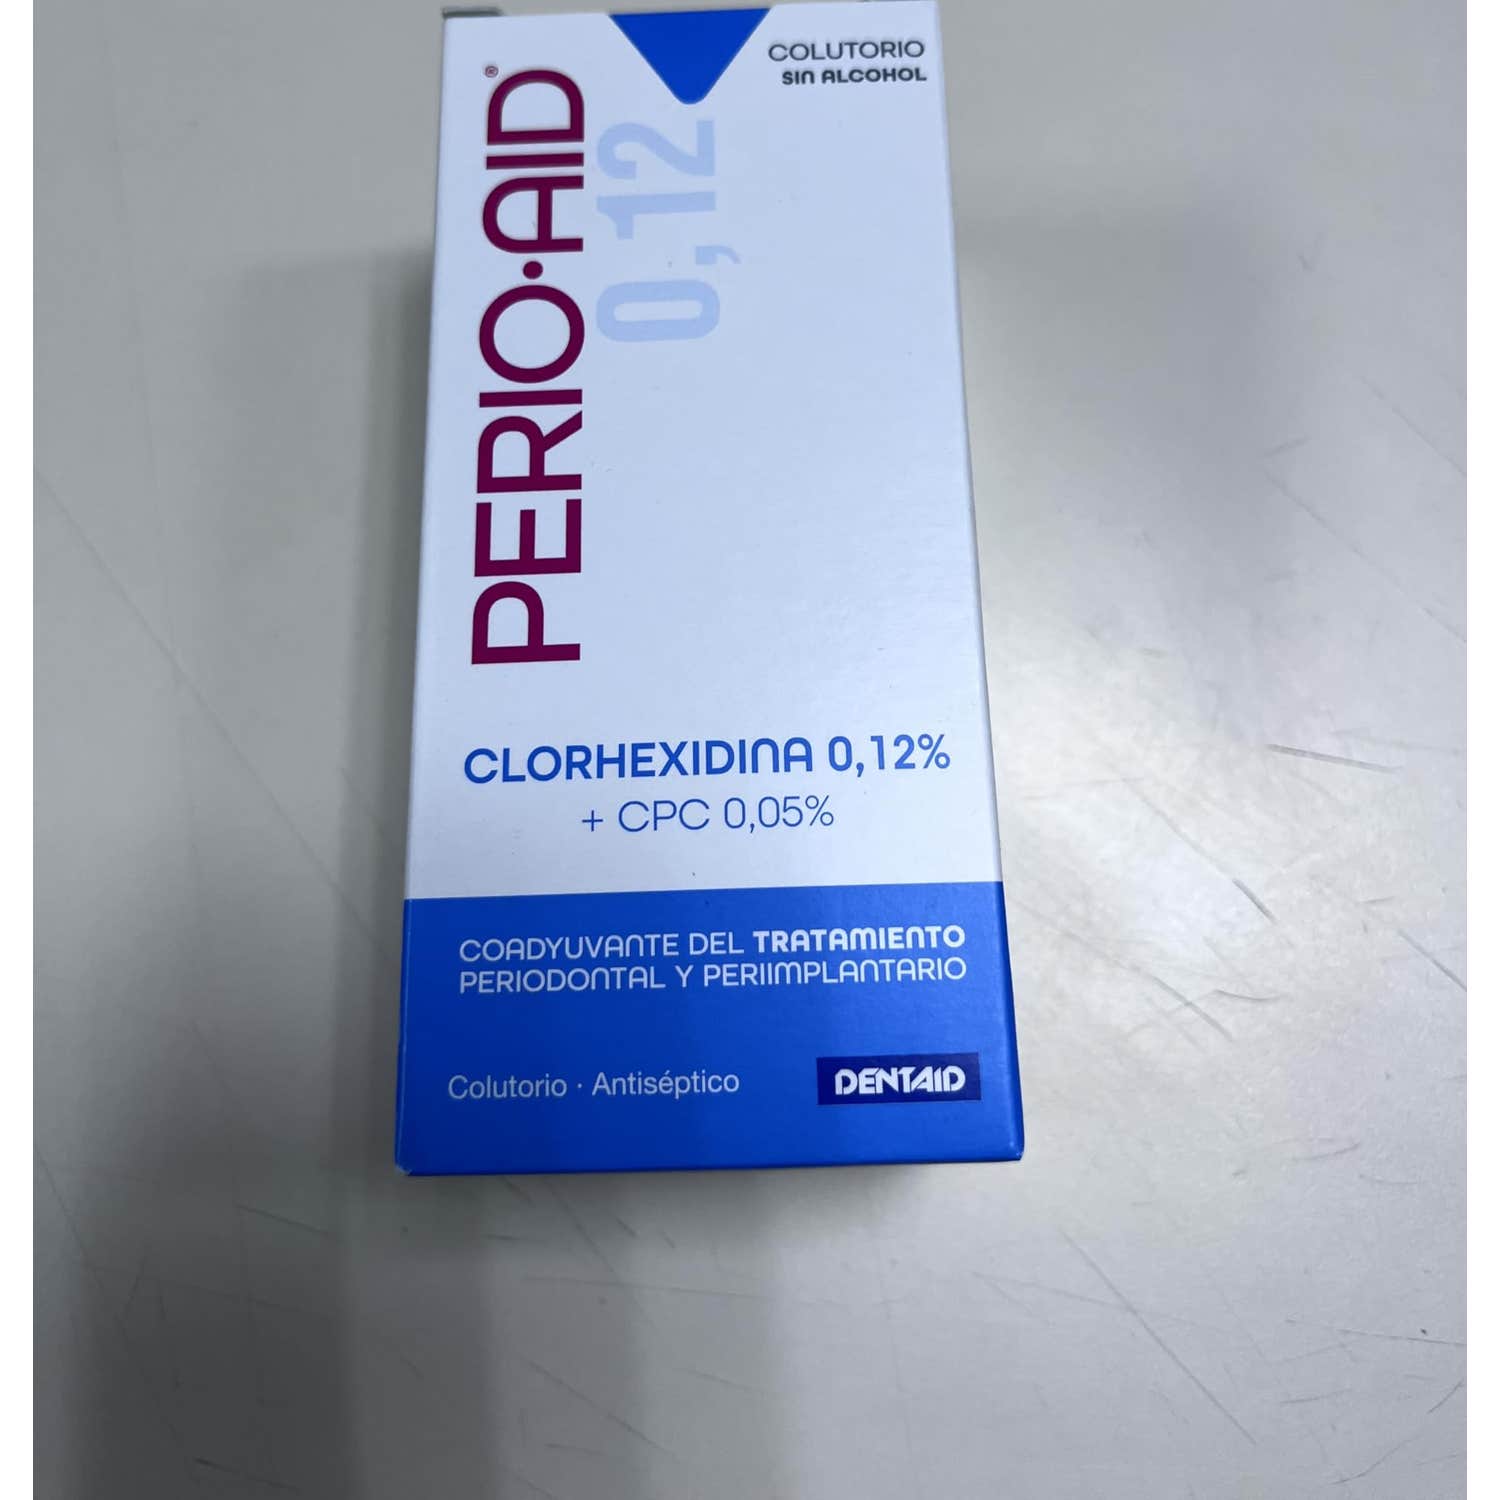 COLUTORIO
SIN ALCOHOL
PERIO·AID®
0,12
CLORHEXIDINA 0,12%
+ CPC 0,05%
COADYUVANTE DEL TRATAMIENTO
PERIODONTAL Y PERIIMPLANTARIO
Colutorio · Antiséptico
DENTAID